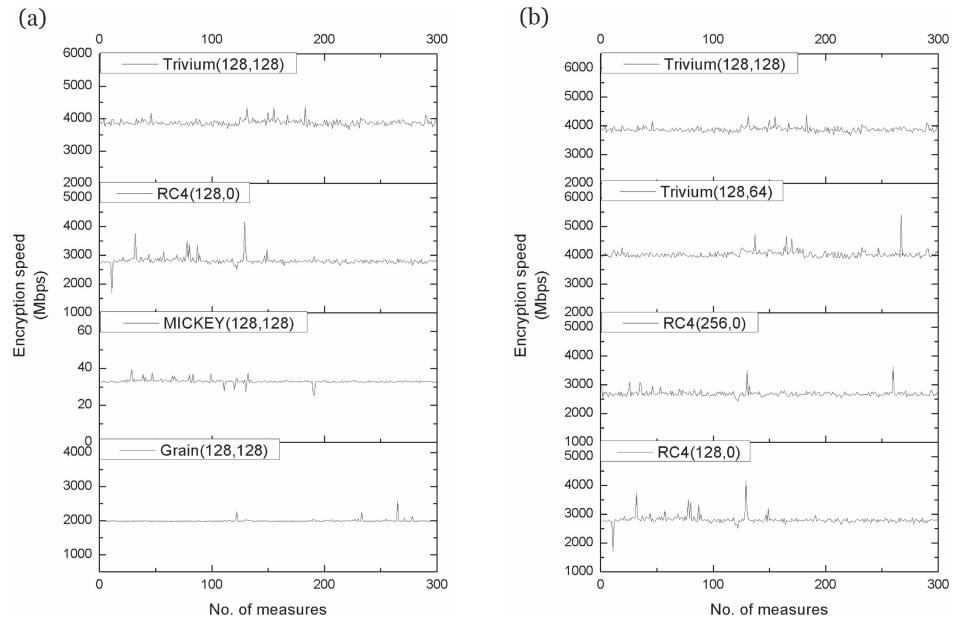 (a)
0 100 200 300
6000
Trivium(128,128)
5000
4000
3000
2000
RC4(128,0)
5000
4000
3000
2000
1000
MICKEY(128,128)
60
40
20
0
Grain(128,128)
4000
3000
2000
1000
0 100 200 300
No. of measures
Encryption speed
(Mbps)
(b)
0 100 200 300
Trivium(128,128)
6000
5000
4000
3000
2000
Trivium(128,64)
6000
5000
4000
3000
2000
RC4(256,0)
5000
4000
3000
2000
1000
RC4(128,0)
5000
4000
3000
2000
1000
0 100 200 300
No. of measures
Encryption speed
(Mbps)